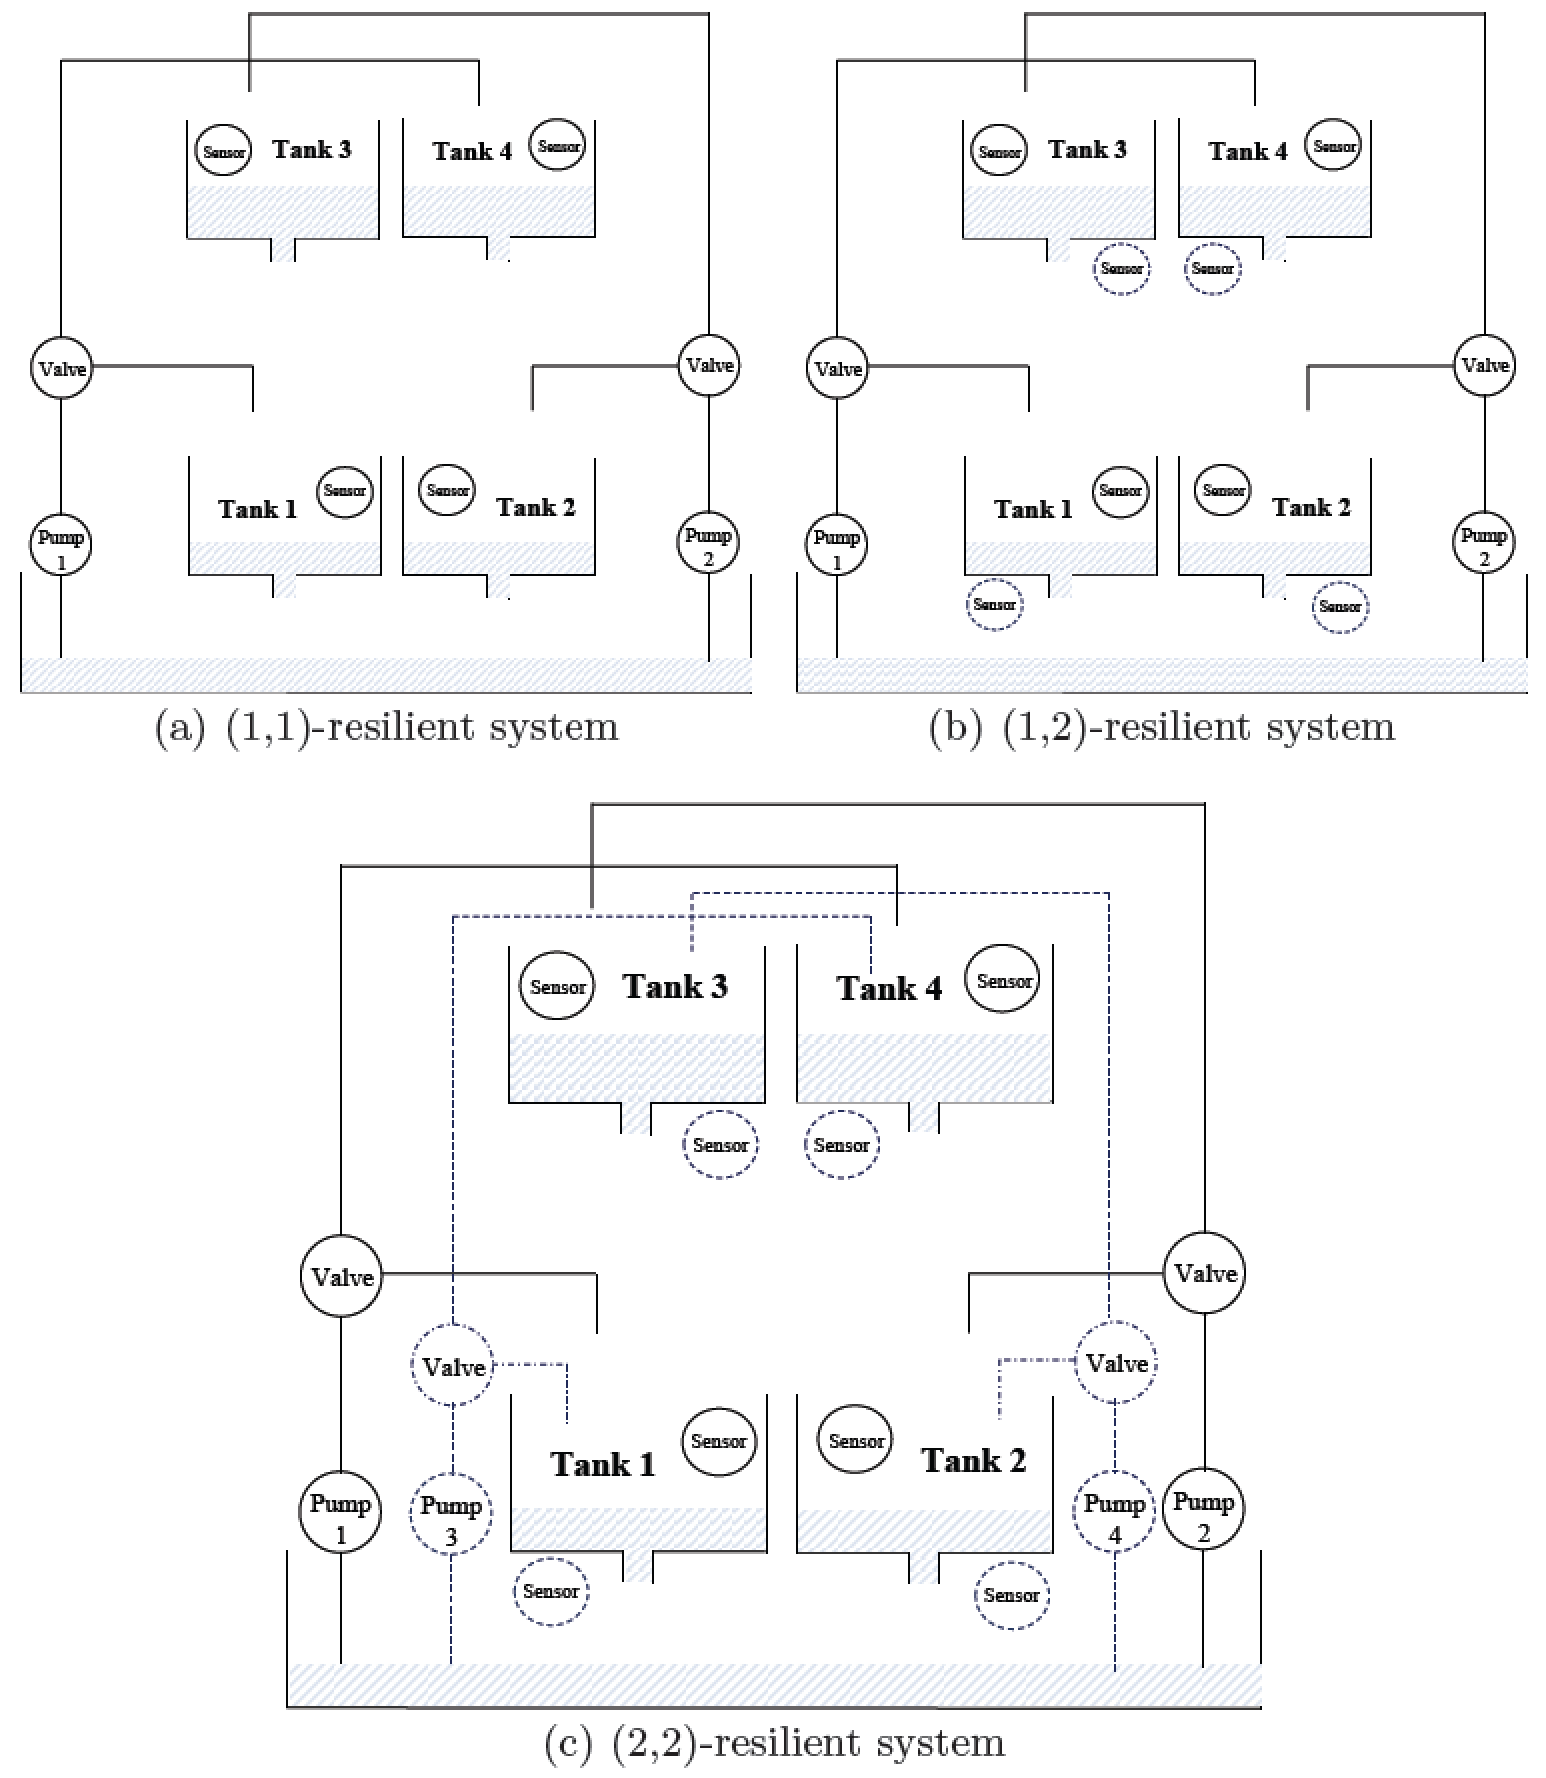 Sensor Tank 3 Tank 4 Sensor
Valve Valve
Tank 1 Sensor Sensor Tank 2
Pump 1
Pump 2
(a) (1,1)-resilient system
Sensor Tank 3 Tank 4 Sensor
Sensor Sensor
Valve Valve
Tank 1 Sensor Sensor Tank 2
Pump 1
Pump 2
Sensor Sensor
(b) (1,2)-resilient system
Sensor Tank 3 Tank 4 Sensor
Sensor Sensor
Valve Valve
Valve Valve
Tank 1 Sensor Sensor Tank 2
Pump 1
Pump 3
Pump 4
Pump 2
Sensor Sensor
(c) (2,2)-resilient system